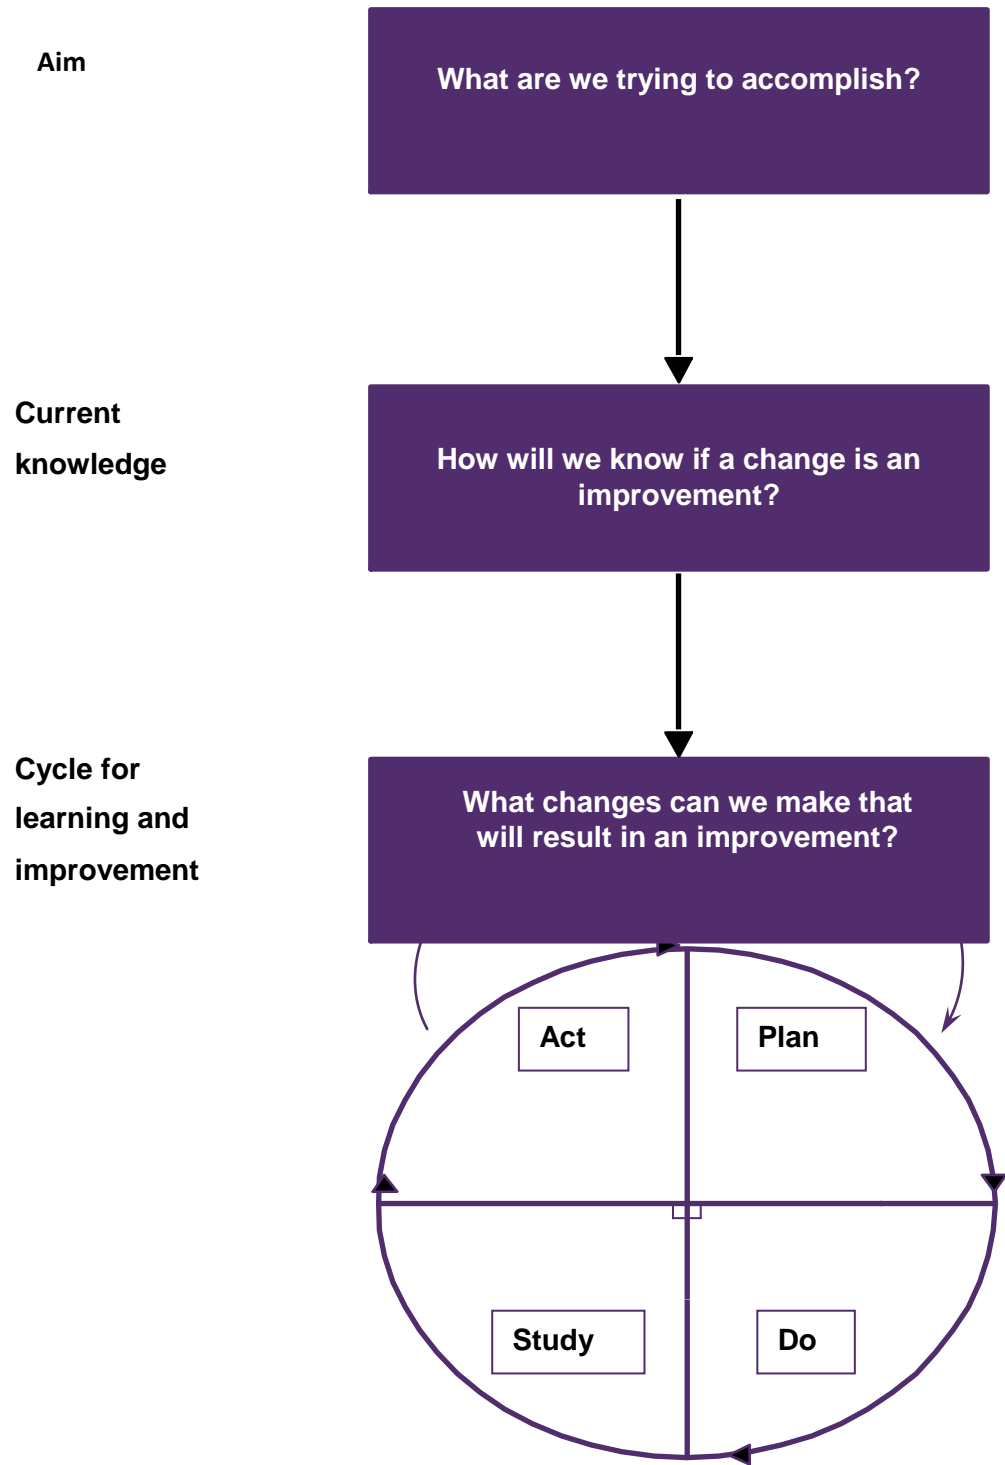 Aim
What are we trying to accomplish?
Current
knowledge
How will we know if a change is an
improvement?
Cycle for
learning and
improvement
What changes can we make that
will result in an improvement?
Act
Plan
Study
Do